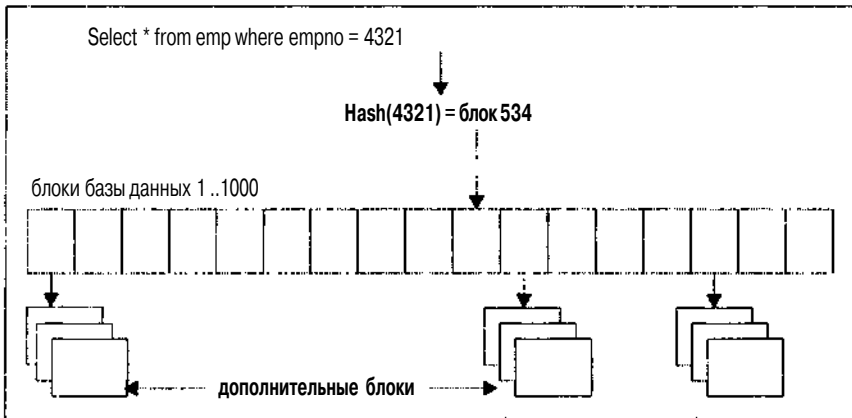 Select * from emp where empno = 4321
Hash(4321) = блок 534
блоки базы данных 1 ..1000
дополнительные блоки